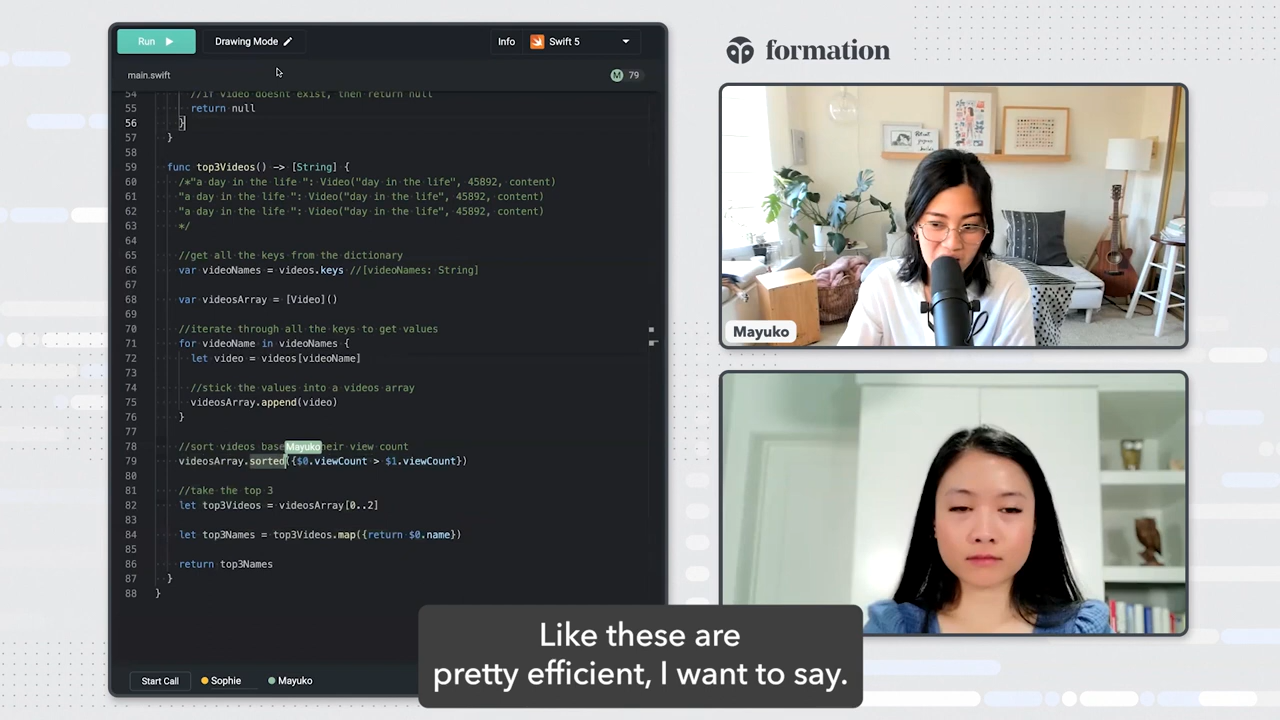 Run
Drawing Mode
Info
Swift 5
main.swift
M 79
54 //if video doesnt exist, then return null
55 return null
56 }
57 }
58
59 func top3Videos() -> [String] {
60 /*"a day in the life ": Video("day in the life", 45892, content)
61 "a day in the life ": Video("day in the life", 45892, content)
62 "a day in the life ": Video("day in the life", 45892, content)
63 */
64
65 //get all the keys from the dictionary
66 var videoNames = videos.keys //[videoNames: String]
67
68 var videosArray = [Video]()
69
70 //iterate through all the keys to get values
71 for videoName in videoNames {
72 let video = videos[videoName]
73
74 //stick the values into a videos array
75 videosArray.append(video)
76 }
77
78 //sort videos base Mayuko heir view count
79 videosArray.sorted({$0.viewCount > $1.viewCount})
80
81 //take the top 3
82 let top3Videos = videosArray[0..2]
83
84 let top3Names = top3Videos.map({return $0.name})
85
86 return top3Names
87 }
88 }
Start Call
Sophie
Mayuko
formation
Mayuko
Like these are
pretty efficient, I want to say.